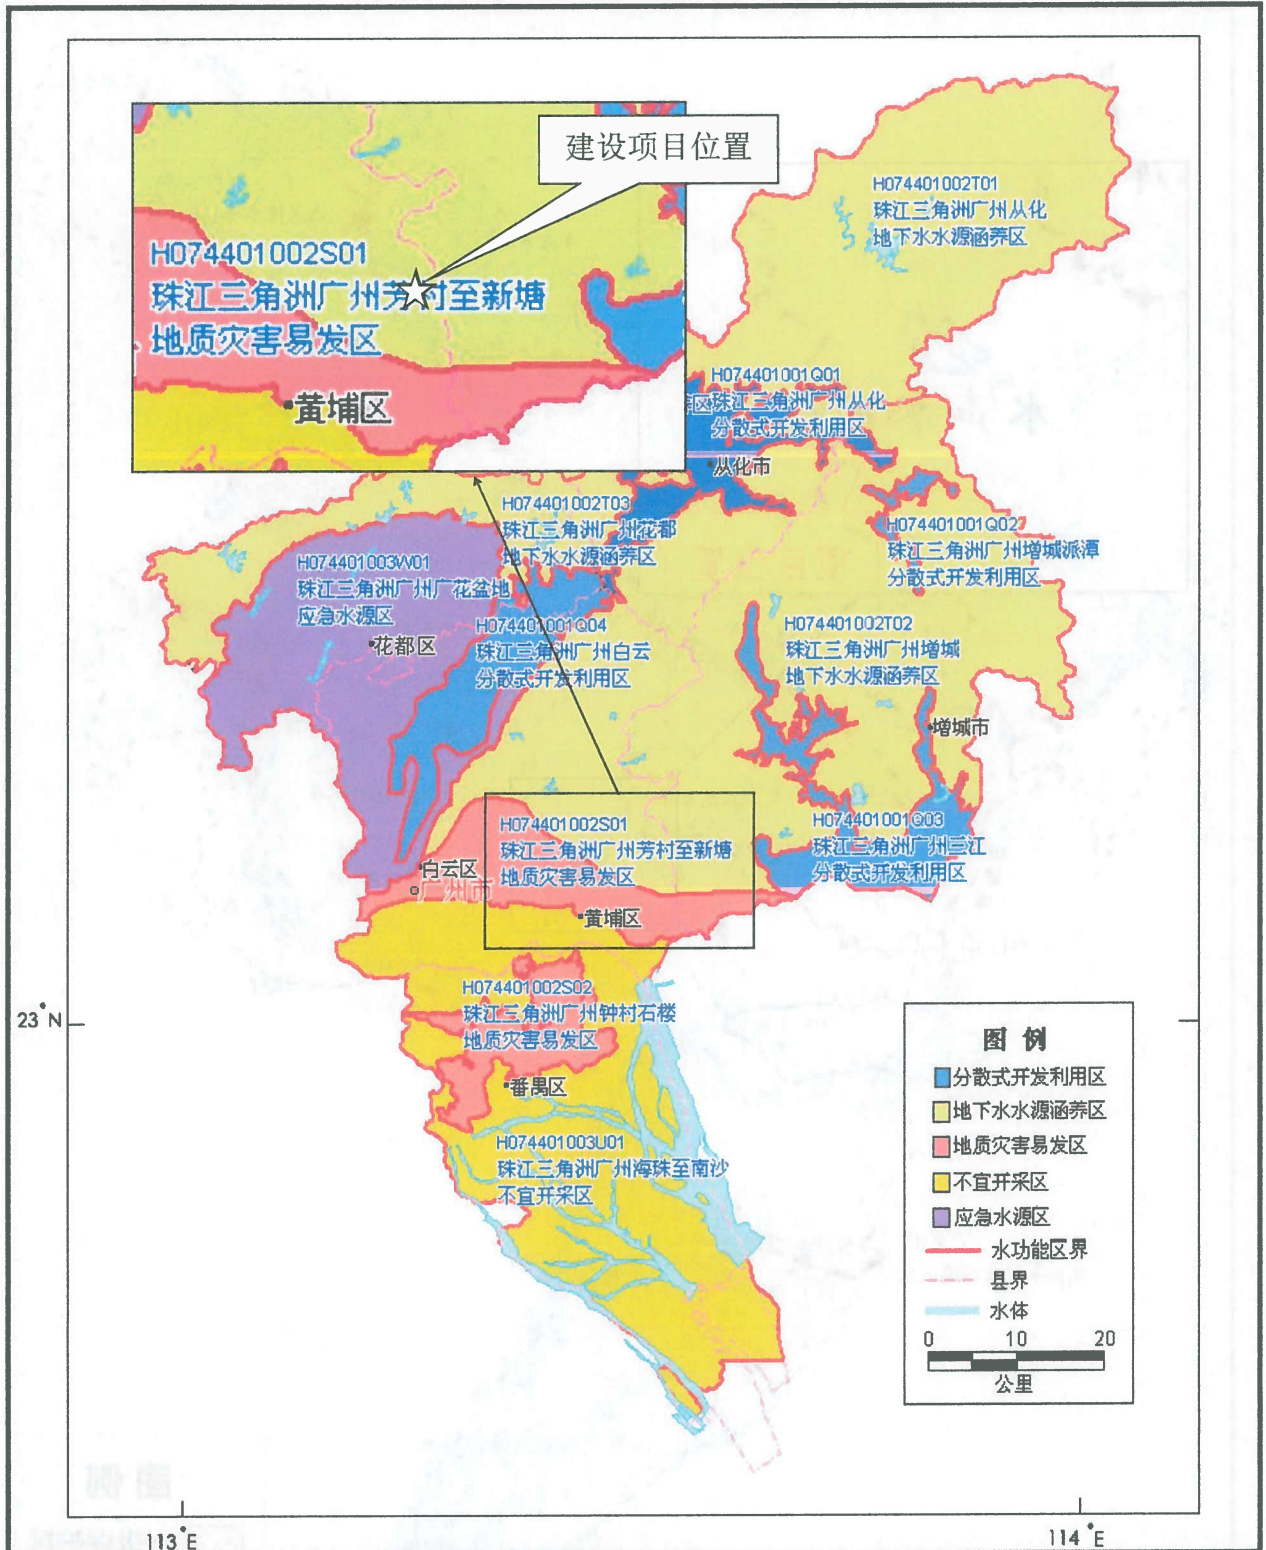 建设项目位置
H074401002S01
珠江三角洲广州芳村至新塘
地质灾害易发区
黄埔区
H074401002T01
珠江三角洲广州从化
地下水水源涵养区
H074401001Q01
区珠江三角洲广州从化
分散式开发利用区
从化市
H074401002T03
珠江三角洲广州花都
地下水水源涵养区
H074401001Q02
珠江三角洲广州增城派潭
分散式开发利用区
H074401003W01
珠江三角洲广州广花盆地
应急水源区
花都区
H074401001Q04
珠江三角洲广州白云
分散式开发利用区
H074401002T02
珠江三角洲广州增城
地下水水源涵养区
增城市
H074401002S01
珠江三角洲广州芳村至新塘
地质灾害易发区
H074401001Q03
珠江三角洲广州三江
分散式开发利用区
白云区
广州市
黄埔区
H074401002S02
珠江三角洲广州钟村石楼
地质灾害易发区
番禺区
H074401003U01
珠江三角洲广州海珠至南沙
不宜开采区
23°N
图 例
分散式开发利用区
地下水水源涵养区
地质灾害易发区
不宜开采区
应急水源区
水功能区界
县界
水体
0 10 20
公里
113°E
114°E